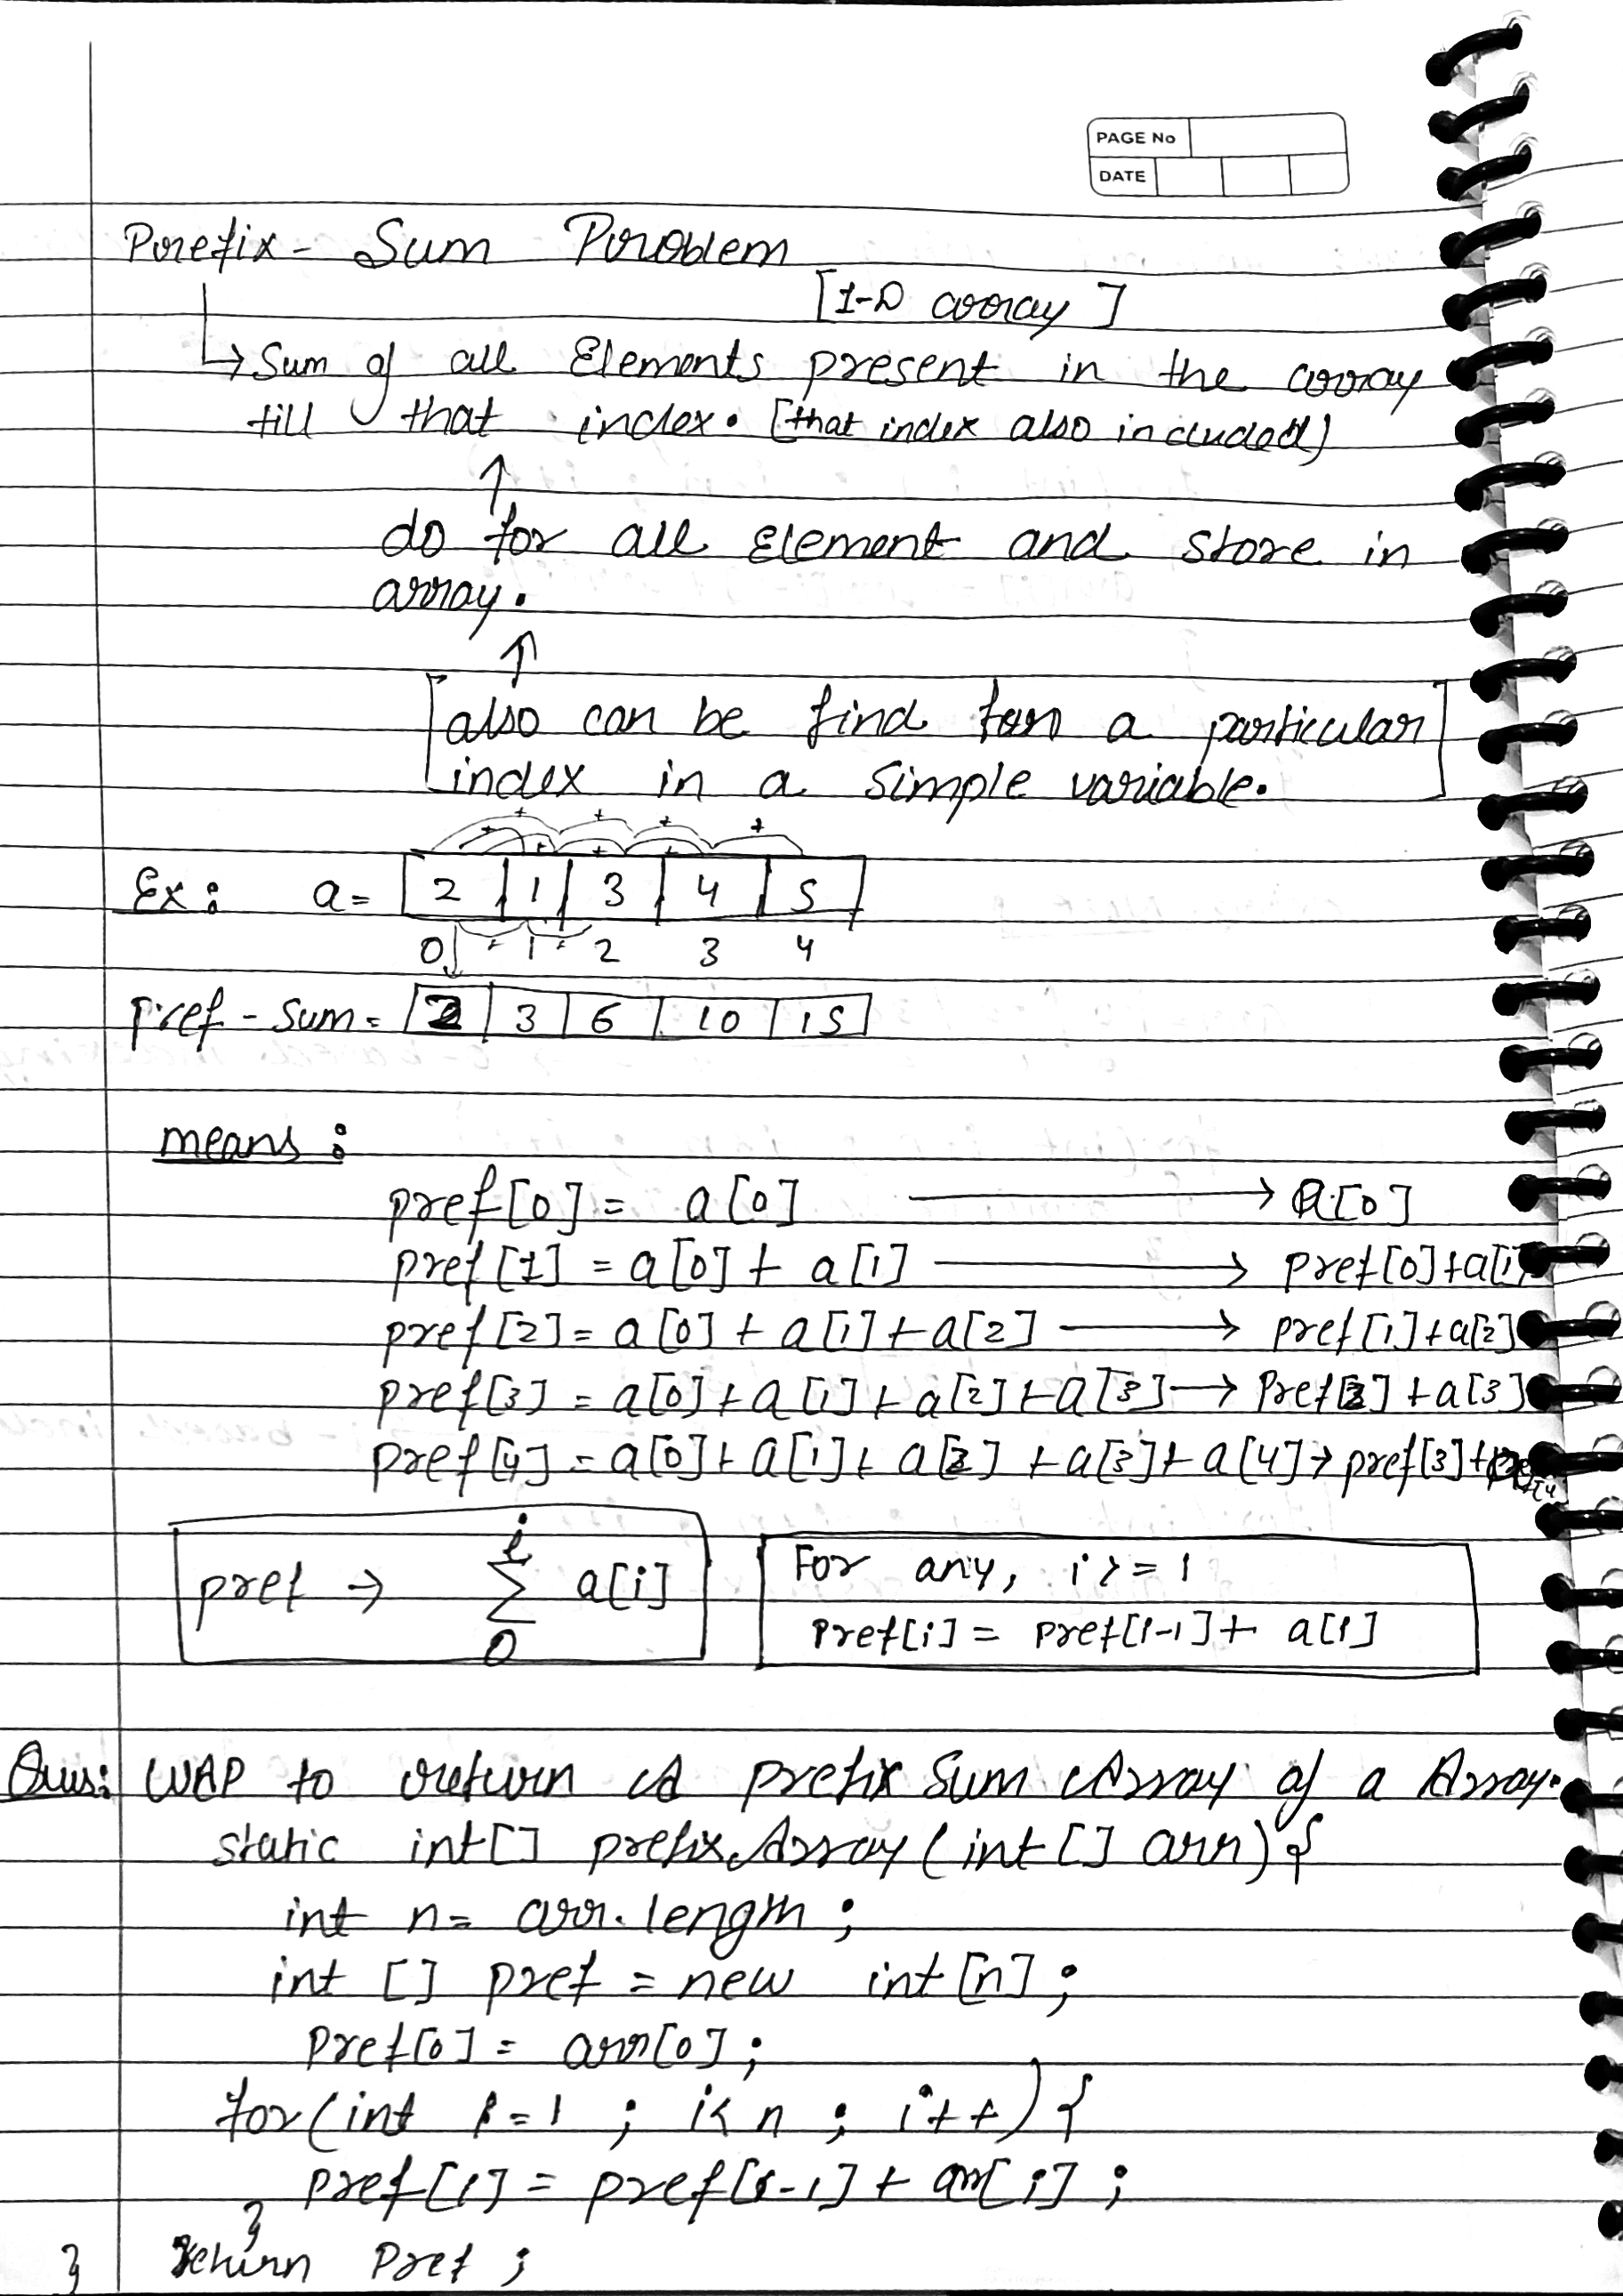 PAGE No
DATE
Prefix - Sum Problem
[1-D array]
↳ Sum of all Elements present in the array
till that index. [that index also included]
↑
do for all element and store in
array.
↑
[also can be find for a particular
index in a simple variable.]
+ + + +
Ex: a = 2 1 3 4 5
0 1 2 3 4
pref - sum = 2 3 6 10 15
means:
pref[0] = a[0] → a[0]
pref[1] = a[0] + a[1] → pref[0]+a[1]
pref[2] = a[0] + a[1] + a[2] → pref[1]+a[2]
pref[3] = a[0] + a[1] + a[2] + a[3] → Pref[2] + a[3]
pref[4] = a[0] + a[1] + a[2] + a[3] + a[4] → pref[3]+
i
pref → Σ a[i]
0
For any, i >= 1
Pref[i] = pref[i-1] + a[i]
Ques: WAP to return a prefix Sum Array of a Array.
static int[] prefixArray(int[] arr){
int n = arr.length;
int [] pref = new int[n];
pref[0] = arr[0];
for(int i=1 ; i< n ; i++) {
pref[i] = pref[i-1] + arr[i];
}
return Pref ;
}